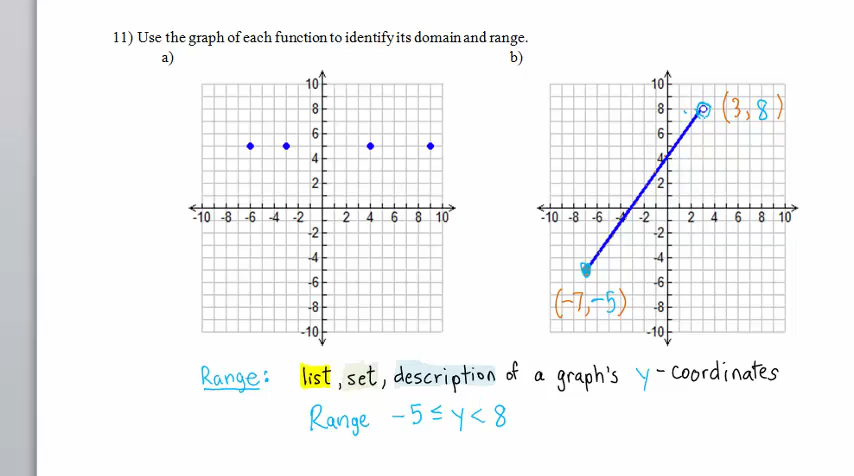 11) Use the graph of each function to identify its domain and range.
a) b)
10 10
8 8 (3, 8)
6 6
4 4
2 2
-10 -8 -6 -4 -2 2 4 6 8 10 -10 -8 -6 -4 -2 2 4 6 8 10
-2 -2
-4 -4
-6 -6
-8 (-7, -5) -8
-10 -10
Range: list, set, description of a graph's y-coordinates
Range -5 ≤ y < 8